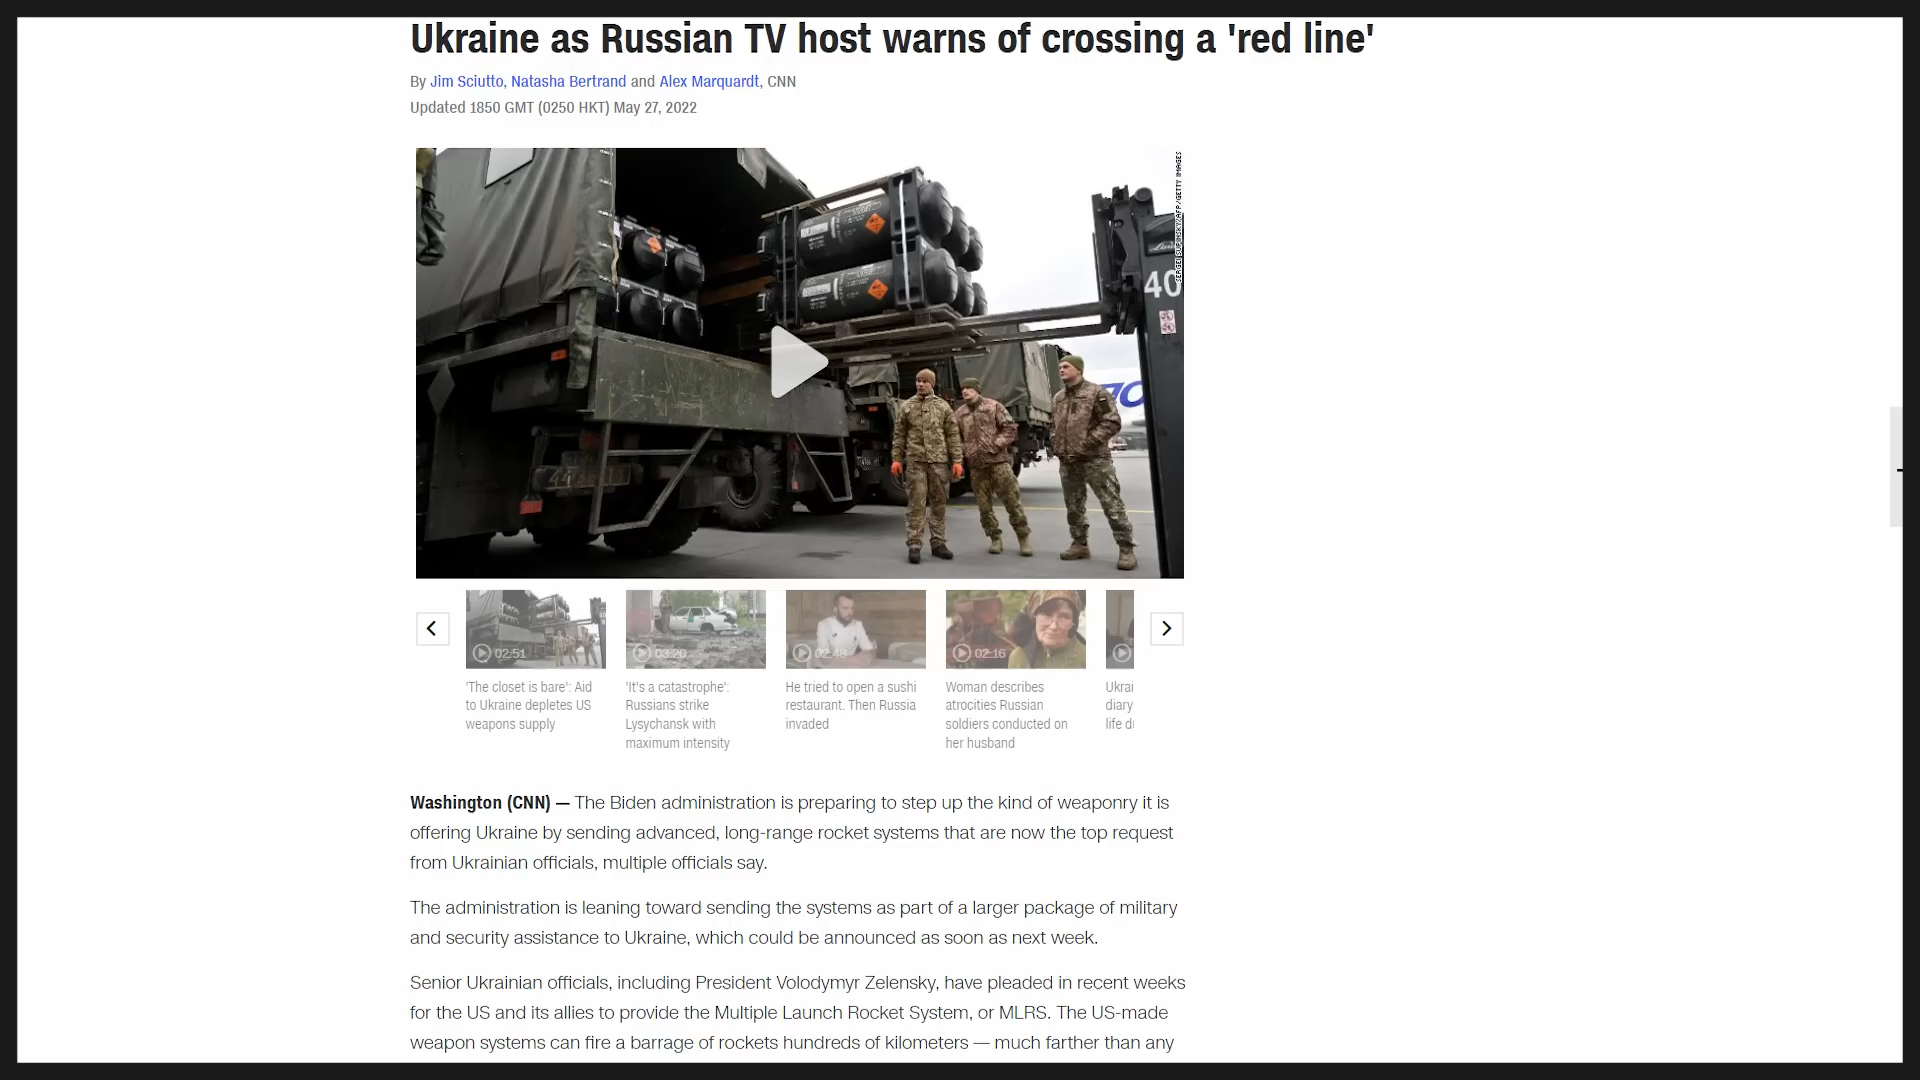 Ukraine as Russian TV host warns of crossing a 'red line'
By Jim Sciutto, Natasha Bertrand and Alex Marquardt, CNN
Updated 1850 GMT (0250 HKT) May 27, 2022
SERGEI SUPINSKY/AFP/GETTY IMAGES
40
02:51
03:20
02:48
02:16
'The closet is bare': Aid
to Ukraine depletes US
weapons supply
'It's a catastrophe':
Russians strike
Lysychansk with
maximum intensity
He tried to open a sushi
restaurant. Then Russia
invaded
Woman describes
atrocities Russian
soldiers conducted on
her husband
Ukrai
diary
life d
Washington (CNN) — The Biden administration is preparing to step up the kind of weaponry it is
offering Ukraine by sending advanced, long-range rocket systems that are now the top request
from Ukrainian officials, multiple officials say.
The administration is leaning toward sending the systems as part of a larger package of military
and security assistance to Ukraine, which could be announced as soon as next week.
Senior Ukrainian officials, including President Volodymyr Zelensky, have pleaded in recent weeks
for the US and its allies to provide the Multiple Launch Rocket System, or MLRS. The US-made
weapon systems can fire a barrage of rockets hundreds of kilometers — much farther than any